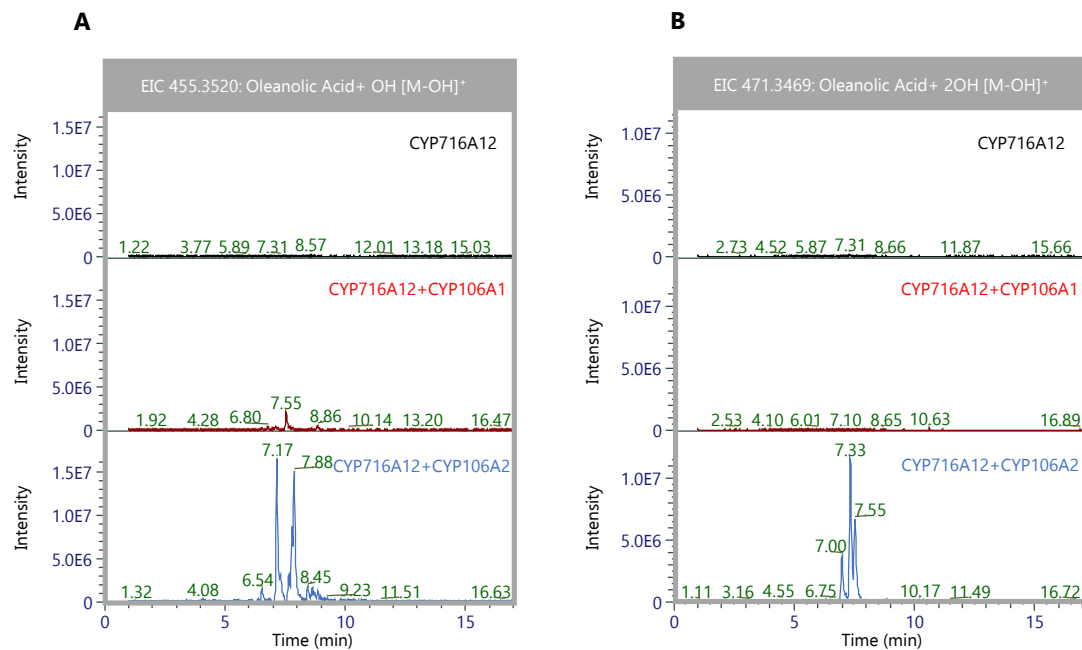 A
EIC 455.3520: Oleanolic Acid+ OH [M-OH]⁺
Intensity
1.5E7
1.0E7
5.0E6
0
CYP716A12
1.22 3.77 5.89 7.31 8.57 12.01 13.18 15.03
Intensity
1.5E7
1.0E7
5.0E6
0
CYP716A12+CYP106A1
1.92 4.28 6.80 7.55 8.86 10.14 13.20 16.47
Intensity
1.5E7
1.0E7
5.0E6
0
CYP716A12+CYP106A2
1.32 4.08 6.54 7.17 7.88 8.45 9.23 11.51 16.63
0 5 10 15
Time (min)
B
EIC 471.3469: Oleanolic Acid+ 2OH [M-OH]⁺
Intensity
1.0E7
5.0E6
0
CYP716A12
2.73 4.52 5.87 7.31 8.66 11.87 15.66
Intensity
1.0E7
5.0E6
0
CYP716A12+CYP106A1
2.53 4.10 6.01 7.10 8.65 10.63 16.89
Intensity
1.0E7
5.0E6
0
CYP716A12+CYP106A2
1.11 3.16 4.55 6.75 7.00 7.33 7.55 10.17 11.49 16.72
0 5 10 15
Time (min)